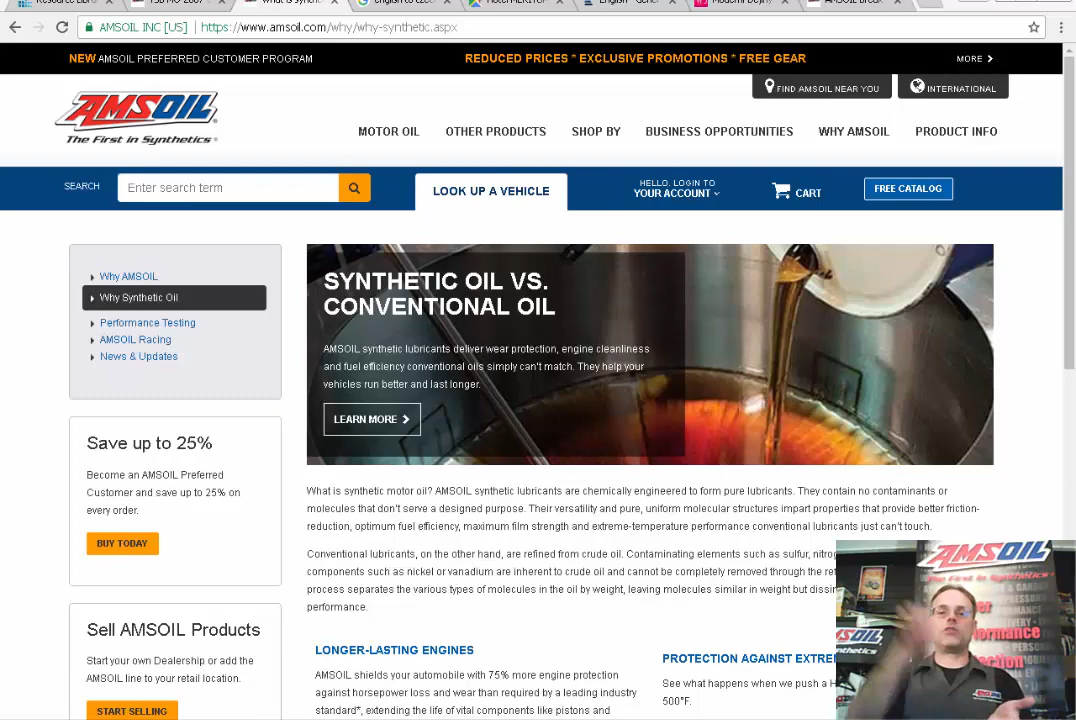 What is synthetic
AMSOIL INC [US]
https://www.amsoil.com/why/why-synthetic.aspx
NEW AMSOIL PREFERRED CUSTOMER PROGRAM
REDUCED PRICES * EXCLUSIVE PROMOTIONS * FREE GEAR
MORE
FIND AMSOIL NEAR YOU
INTERNATIONAL
AMSOIL
The First in Synthetics
MOTOR OIL
OTHER PRODUCTS
SHOP BY
BUSINESS OPPORTUNITIES
WHY AMSOIL
PRODUCT INFO
SEARCH
Enter search term
LOOK UP A VEHICLE
HELLO. LOGIN TO
YOUR ACCOUNT
CART
FREE CATALOG
Why AMSOIL
Why Synthetic Oil
Performance Testing
AMSOIL Racing
News & Updates
SYNTHETIC OIL VS.
CONVENTIONAL OIL
AMSOIL synthetic lubricants deliver wear protection, engine cleanliness
and fuel efficiency conventional oils simply can't match. They help your
vehicles run better and last longer.
LEARN MORE
Save up to 25%
Become an AMSOIL Preferred
Customer and save up to 25% on
every order.
BUY TODAY
What is synthetic motor oil? AMSOIL synthetic lubricants are chemically engineered to form pure lubricants. They contain no contaminants or
molecules that don't serve a designed purpose. Their versatility and pure, uniform molecular structures impart properties that provide better friction-
reduction, optimum fuel efficiency, maximum film strength and extreme-temperature performance conventional lubricants just can't touch.
Conventional lubricants, on the other hand, are refined from crude oil. Contaminating elements such as sulfur, nitrog
components such as nickel or vanadium are inherent to crude oil and cannot be completely removed through the ref
process separates the various types of molecules in the oil by weight, leaving molecules similar in weight but dissim
performance.
Sell AMSOIL Products
Start your own Dealership or add the
AMSOIL line to your retail location.
START SELLING
LONGER-LASTING ENGINES
AMSOIL shields your automobile with 75% more engine protection
against horsepower loss and wear than required by a leading industry
standard*, extending the life of vital components like pistons and
PROTECTION AGAINST EXTREM
See what happens when we push a H
500°F.
AMSOIL
The First in Synthetics